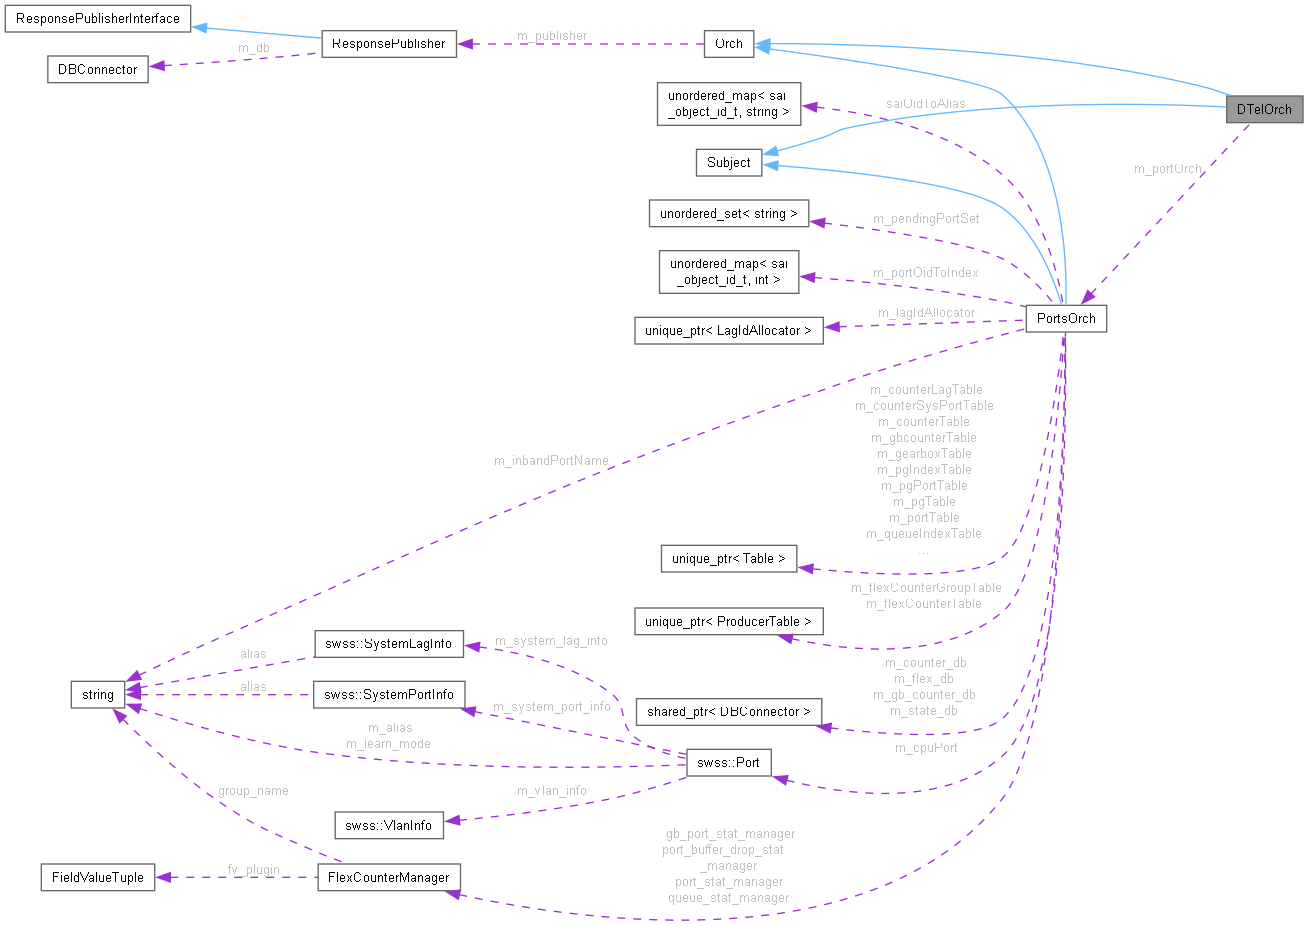 ResponsePublisherInterface
ResponsePublisher
m_publisher
Orch
m_db
DBConnector
unordered_map< sai
_object_id_t, string >
saiOidToAlias
DTelOrch
Subject
m_portOrch
unordered_set< string >
m_pendingPortSet
unordered_map< sai
_object_id_t, int >
m_portOidToIndex
unique_ptr< LagIdAllocator >
m_lagIdAllocator
PortsOrch
m_counterLagTable
m_counterSysPortTable
m_counterTable
m_gbcounterTable
m_gearboxTable
m_pgIndexTable
m_pgPortTable
m_pgTable
m_portTable
m_queueIndexTable
...
m_inbandPortName
unique_ptr< Table >
m_flexCounterGroupTable
m_flexCounterTable
unique_ptr< ProducerTable >
swss::SystemLagInfo
m_system_lag_info
alias
m_counter_db
m_flex_db
m_gb_counter_db
m_state_db
string
alias
swss::SystemPortInfo
m_system_port_info
shared_ptr< DBConnector >
m_alias
m_learn_mode
m_cpuPort
swss::Port
group_name
m_vlan_info
swss::VlanInfo
gb_port_stat_manager
port_buffer_drop_stat
_manager
port_stat_manager
queue_stat_manager
FieldValueTuple
fv_plugin
FlexCounterManager